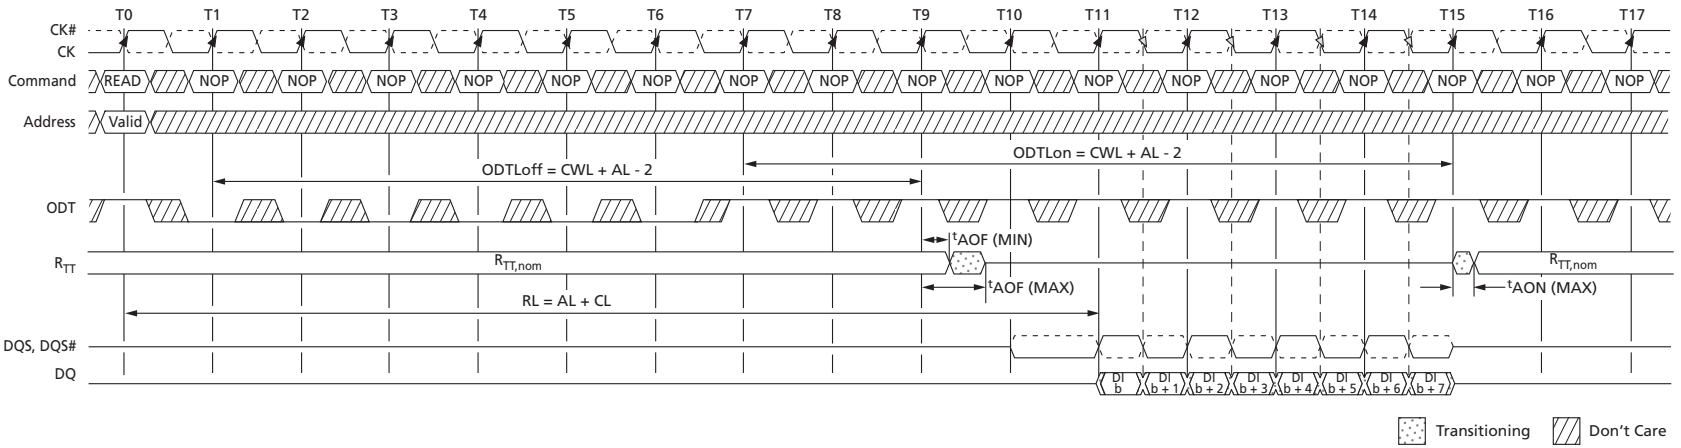 T0 T1 T2 T3 T4 T5 T6 T7 T8 T9 T10 T11 T12 T13 T14 T15 T16 T17
CK#
CK
Command READ NOP NOP NOP NOP NOP NOP NOP NOP NOP NOP NOP NOP NOP NOP NOP NOP NOP
Address Valid
ODTLon = CWL + AL - 2
ODTLoff = CWL + AL - 2
ODT
tAOF (MIN)
RTT RTT,nom RTT,nom
tAOF (MAX) tAON (MAX)
RL = AL + CL
DQS, DQS#
DQ
DI DI DI DI DI DI DI DI
b b + 1 b + 2 b + 3 b + 4 b + 5 b + 6 b + 7
Transitioning Don't Care